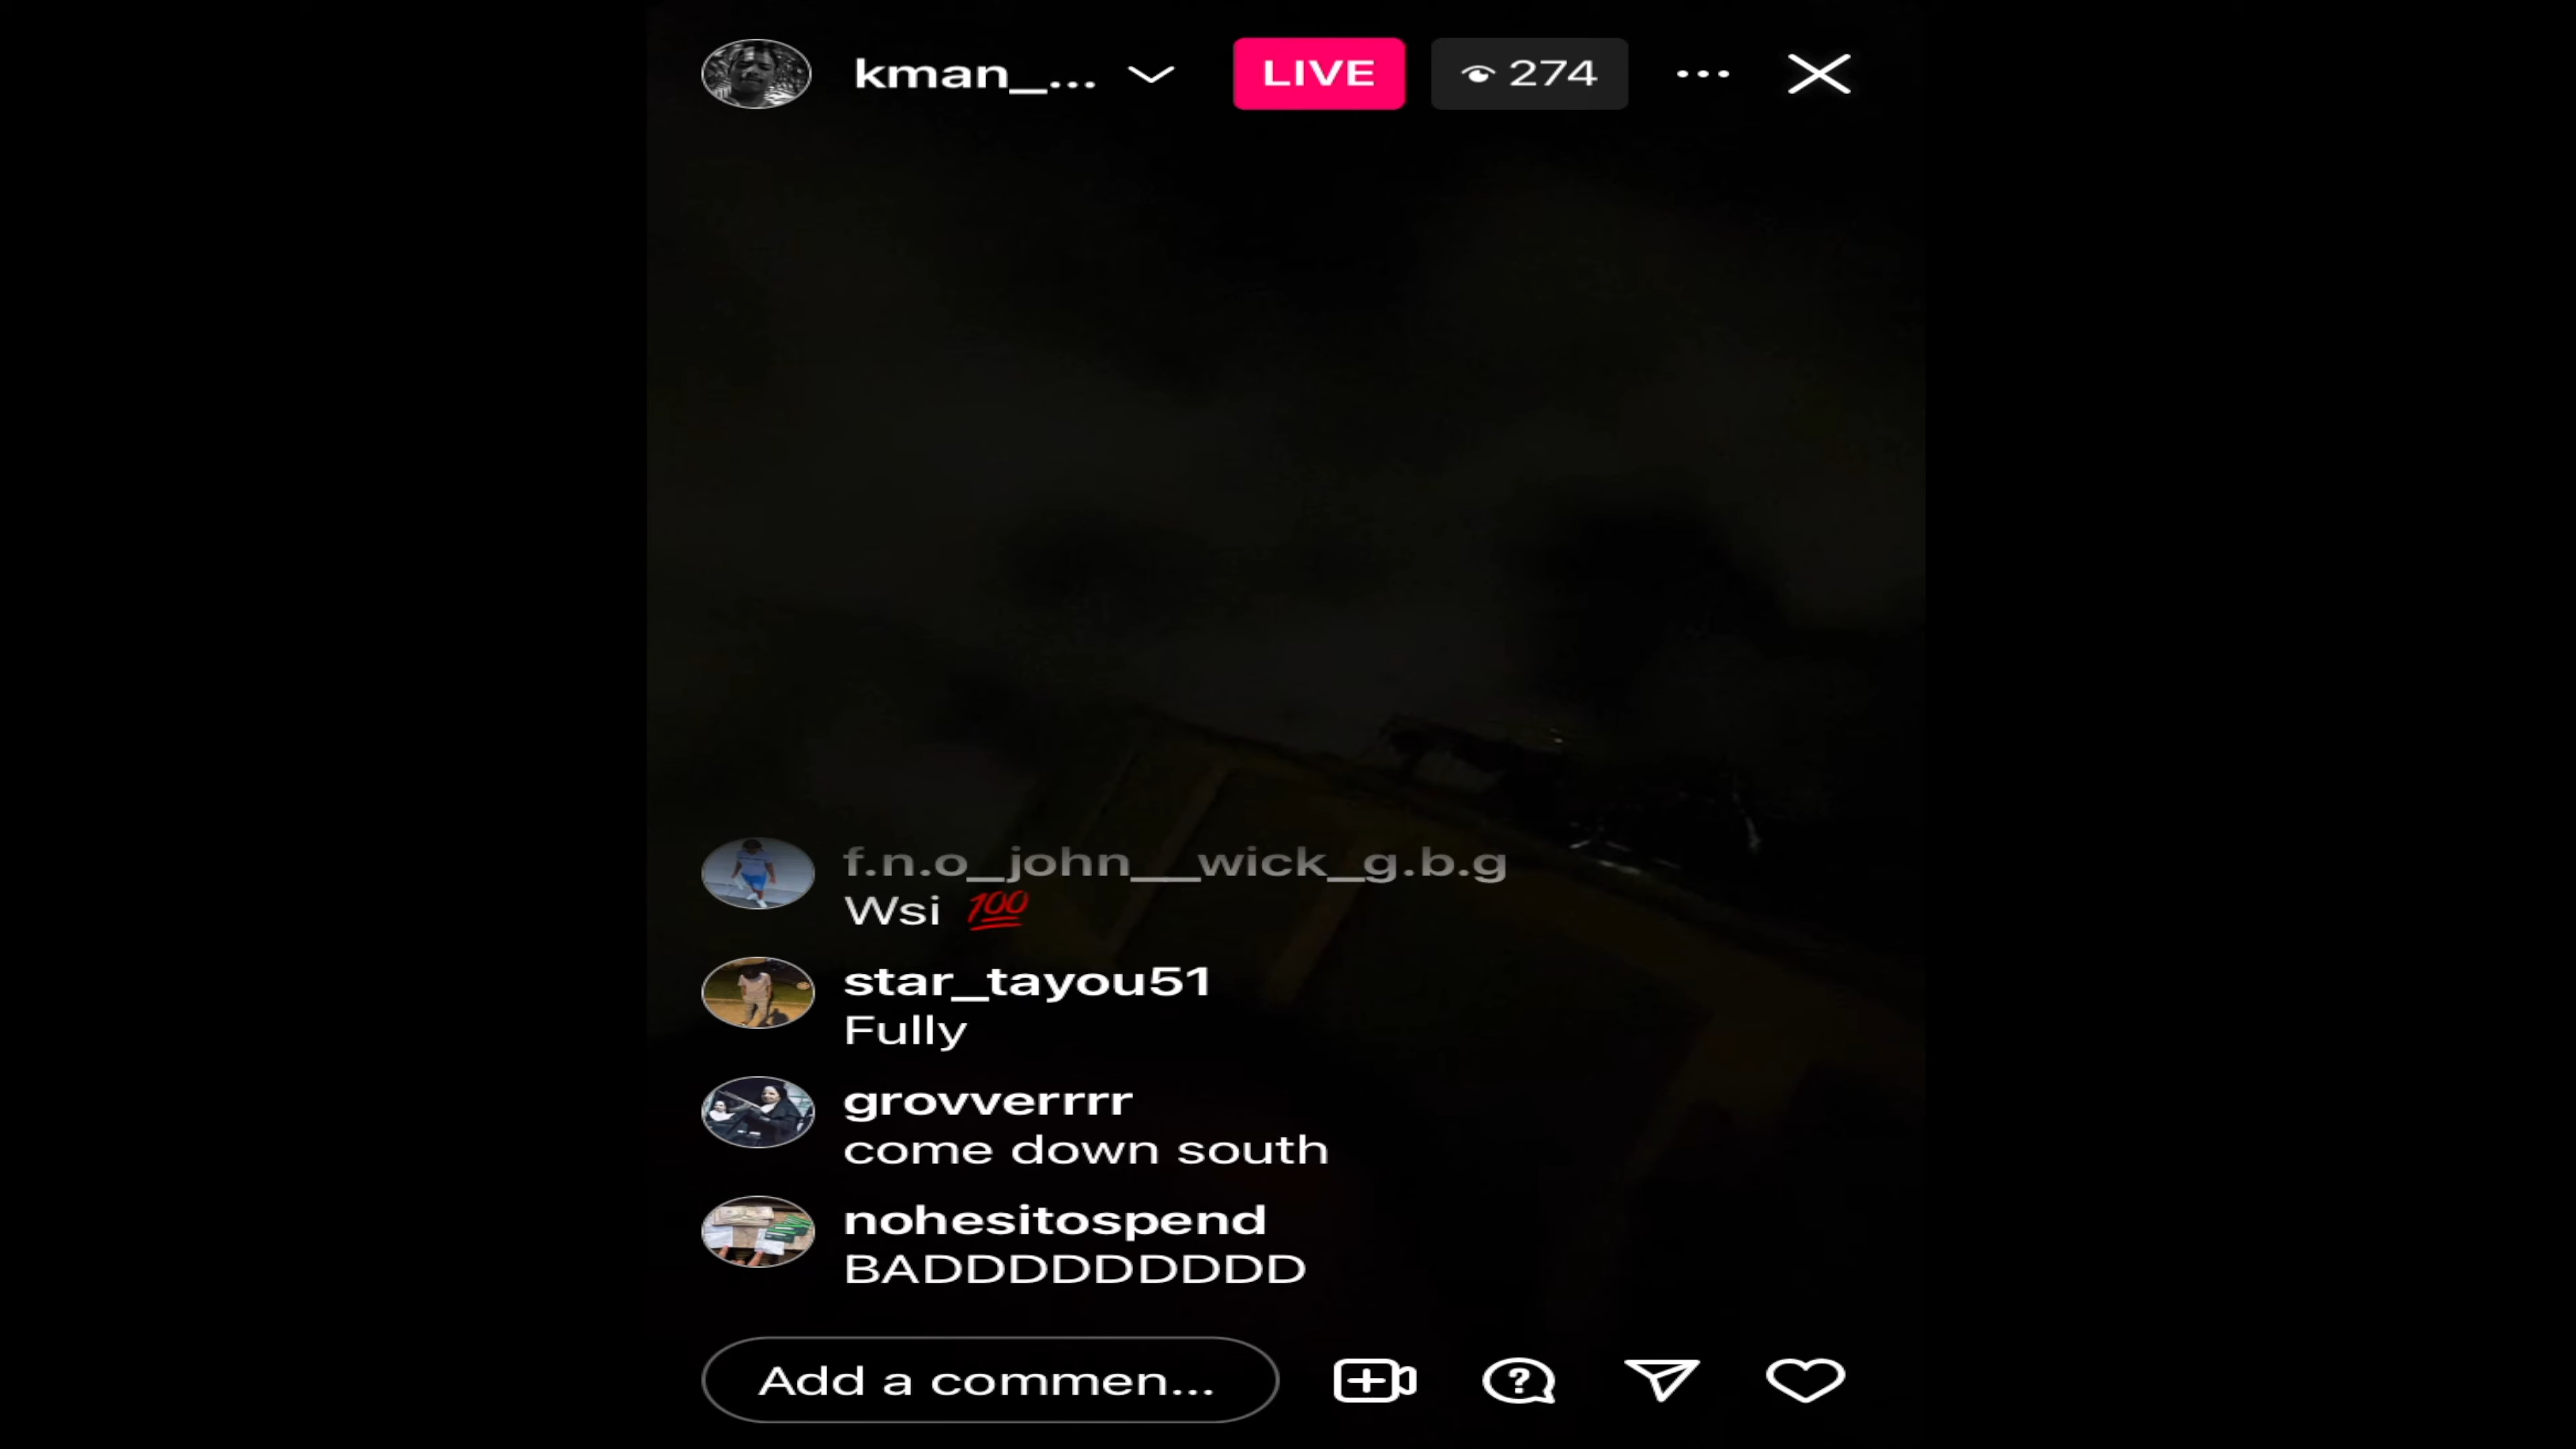 kman_...
LIVE
274
f.n.o_john__wick_g.b.g
Wsi 💯
star_tayou51
Fully
grovverrrr
come down south
nohesitospend
BADDDDDDDDD
Add a commen...